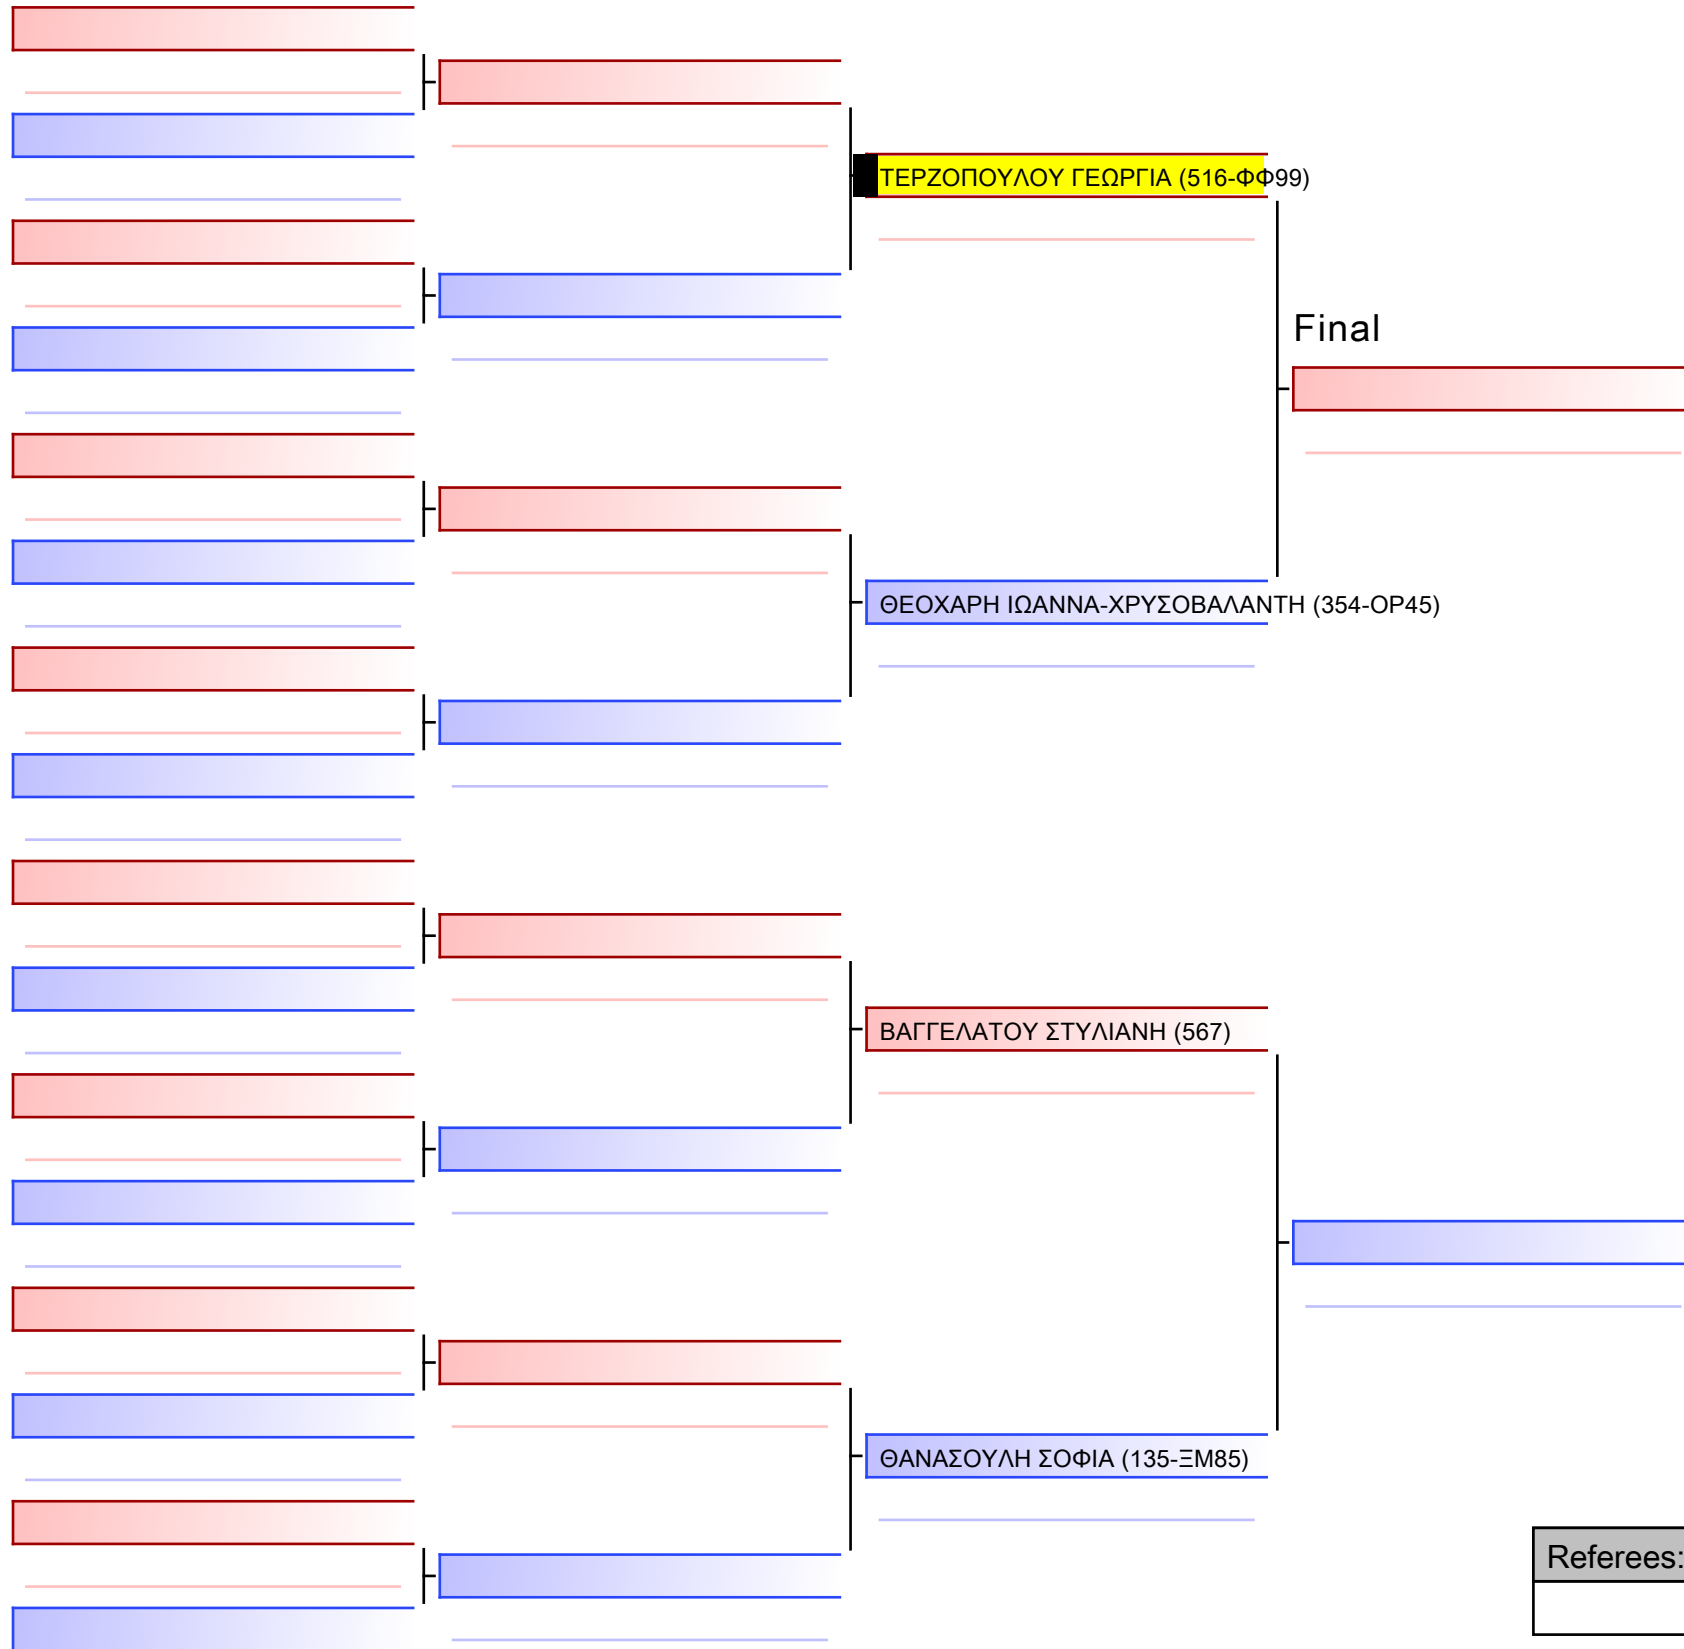 ΤΕΡΖΟΠΟΥΛΟΥ ΓΕΩΡΓΙΑ (516-ΦΦ99)
Final
ΘΕΟΧΑΡΗ ΙΩΑΝΝΑ-ΧΡΥΣΟΒΑΛΑΝΤΗ (354-ΟΡ45)
ΒΑΓΓΕΛΑΤΟΥ ΣΤΥΛΙΑΝΗ (567)
ΘΑΝΑΣΟΥΛΗ ΣΟΦΙΑ (135-ΞΜ85)
Referees: